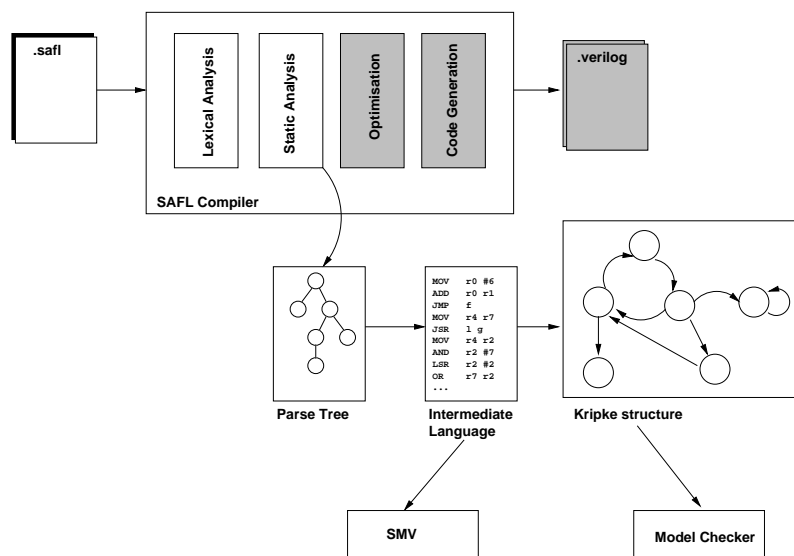 .safl
Lexical Analysis
Static Analysis
Optimisation
Code Generation
.verilog
SAFL Compiler
MOV r0 #6
ADD r0 r1
JMP f
MOV r4 r7
JSR l g
MOV r4 r2
AND r2 #7
LSR r2 #2
OR r7 r2
...
Parse Tree
Intermediate
Language
Kripke structure
SMV
Model Checker